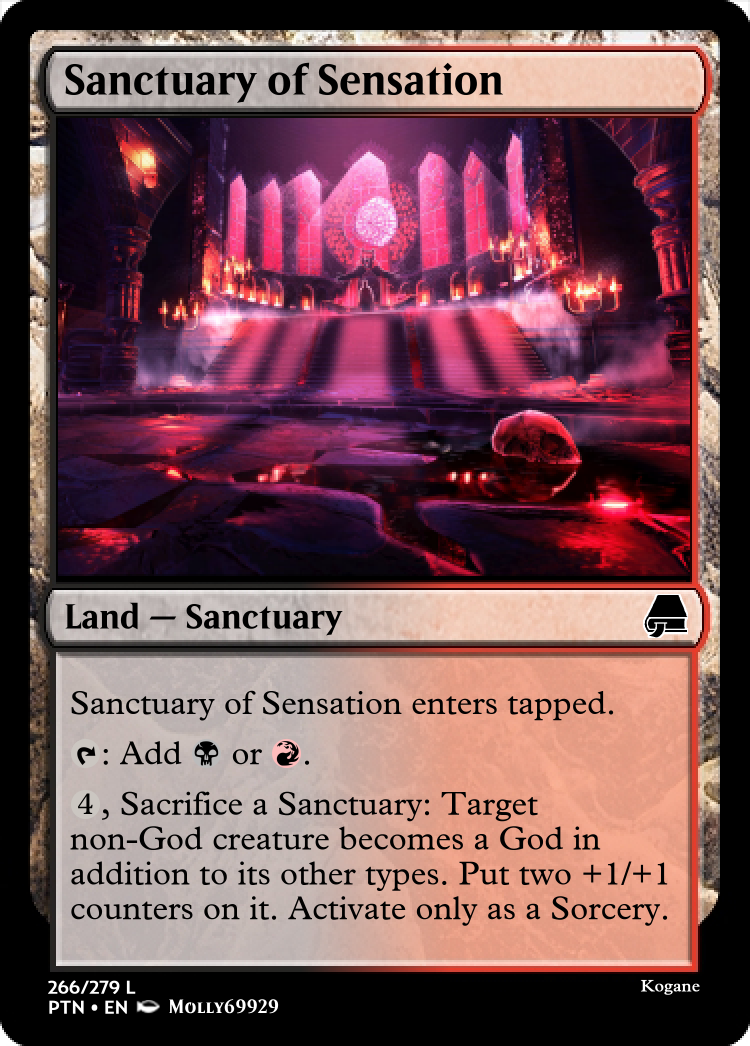 Sanctuary of Sensation
Land — Sanctuary
Sanctuary of Sensation enters tapped.
: Add or .
4, Sacrifice a Sanctuary: Target
non-God creature becomes a God in
addition to its other types. Put two +1/+1
counters on it. Activate only as a Sorcery.
266/279 L
Kogane
PTN • EN Molly69929